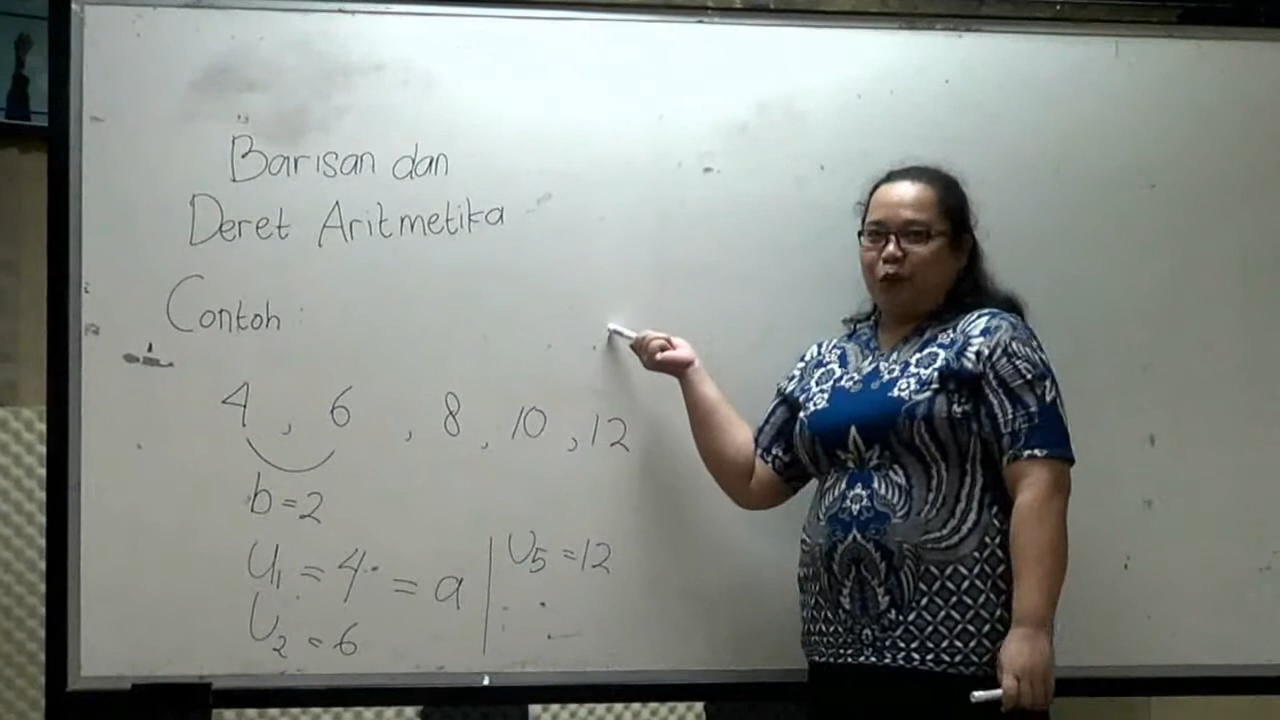 Barisan dan
Deret Aritmetika
Contoh :
4 , 6 , 8 , 10 , 12
b = 2
U₁ = 4 = a
U₂ = 6
U₅ = 12